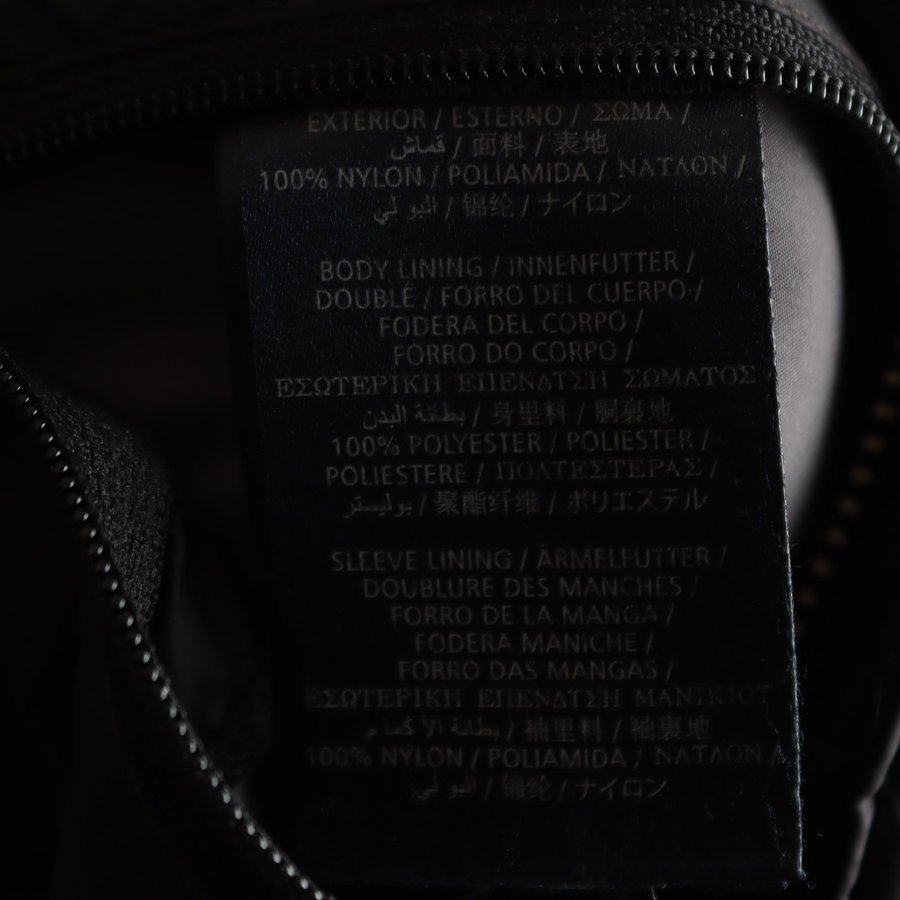 EXTERIOR / ESTERNO / ΣΩΜΑ /
قماش / 面料 / 表地
100% NYLON / POLIAMIDA / ΝΑΥΛΟΝ /
البولي / 锦纶 / ナイロン
BODY LINING / INNENFUTTER /
DOUBLÉ / FORRO DEL CUERPO /
FODERA DEL CORPO /
FORRO DO CORPO /
ΕΣΩΤΕΡΙΚΗ ΕΠΕΝΔΥΣΗ ΣΩΜΑΤΟΣ
بطانة البدن / 身里料 / 胴裏地
100% POLYESTER / POLIESTER /
POLIESTERE / ΠΟΛΥΕΣΤΕΡΑΣ /
بوليستر / 聚酯纤维 / ポリエステル
SLEEVE LINING / ÄRMELFUTTER /
DOUBLURE DES MANCHES /
FORRO DE LA MANGA /
FODERA MANICHE /
FORRO DAS MANGAS /
ΕΣΩΤΕΡΙΚΗ ΕΠΕΝΔΥΣΗ ΜΑΝΙΚΙΟΥ
بطانة الأكمام / 袖里料 / 袖裏地
100% NYLON / POLIAMIDA / ΝΑΥΛΟΝ /
البولي / 锦纶 / ナイロン